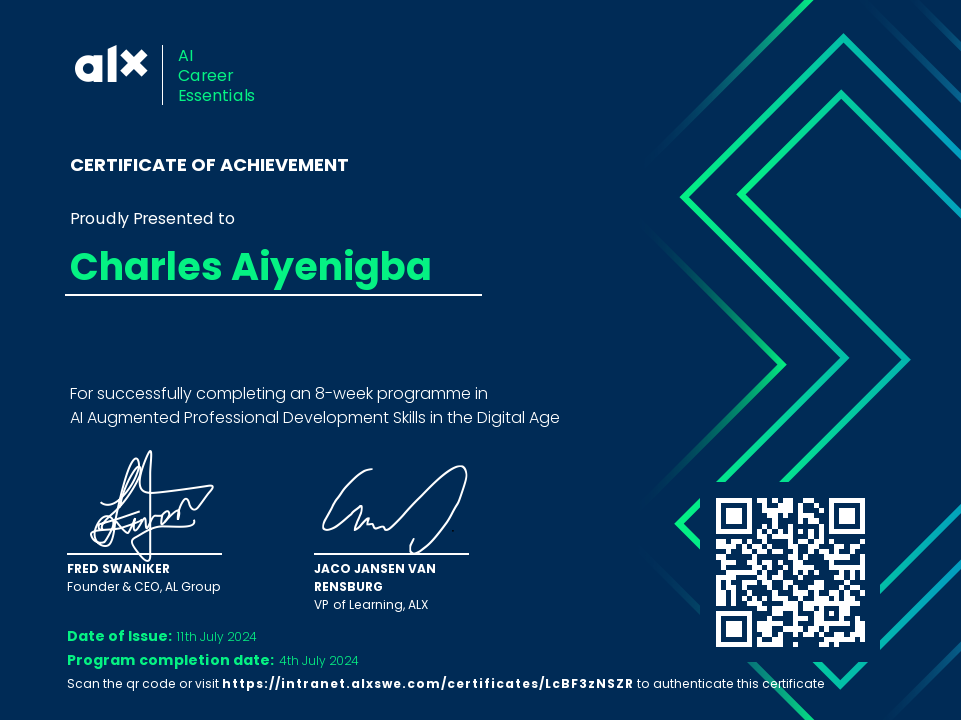 alx
AI
Career
Essentials
CERTIFICATE OF ACHIEVEMENT
Proudly Presented to
Charles Aiyenigba
For successfully completing an 8-week programme in
AI Augmented Professional Development Skills in the Digital Age
FRED SWANIKER
Founder & CEO, AL Group
JACO JANSEN VAN
RENSBURG
VP of Learning, ALX
Date of Issue: 11th July 2024
Program completion date: 4th July 2024
Scan the qr code or visit https://intranet.alxswe.com/certificates/LcBF3zNSZR to authenticate this certificate